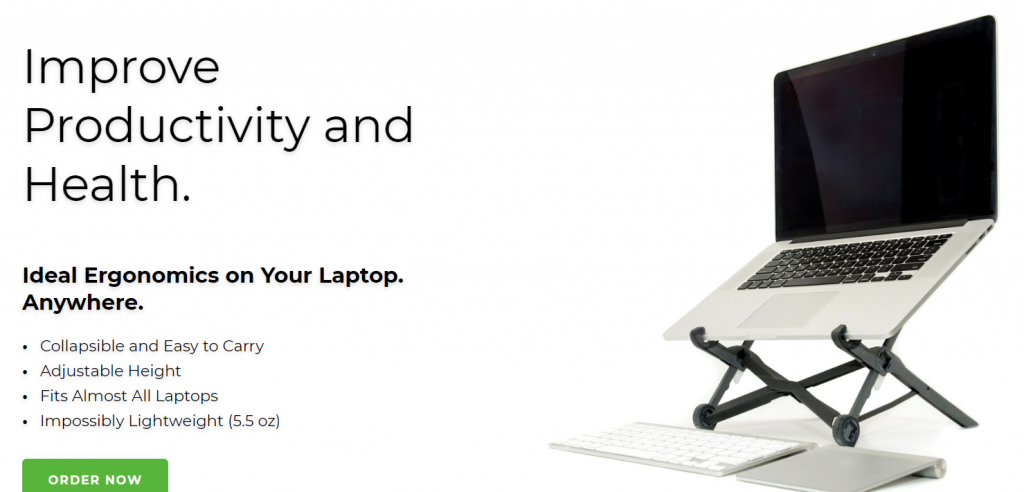 Improve
Productivity and
Health.
Ideal Ergonomics on Your Laptop.
Anywhere.
• Collapsible and Easy to Carry
• Adjustable Height
• Fits Almost All Laptops
• Impossibly Lightweight (5.5 oz)
ORDER NOW